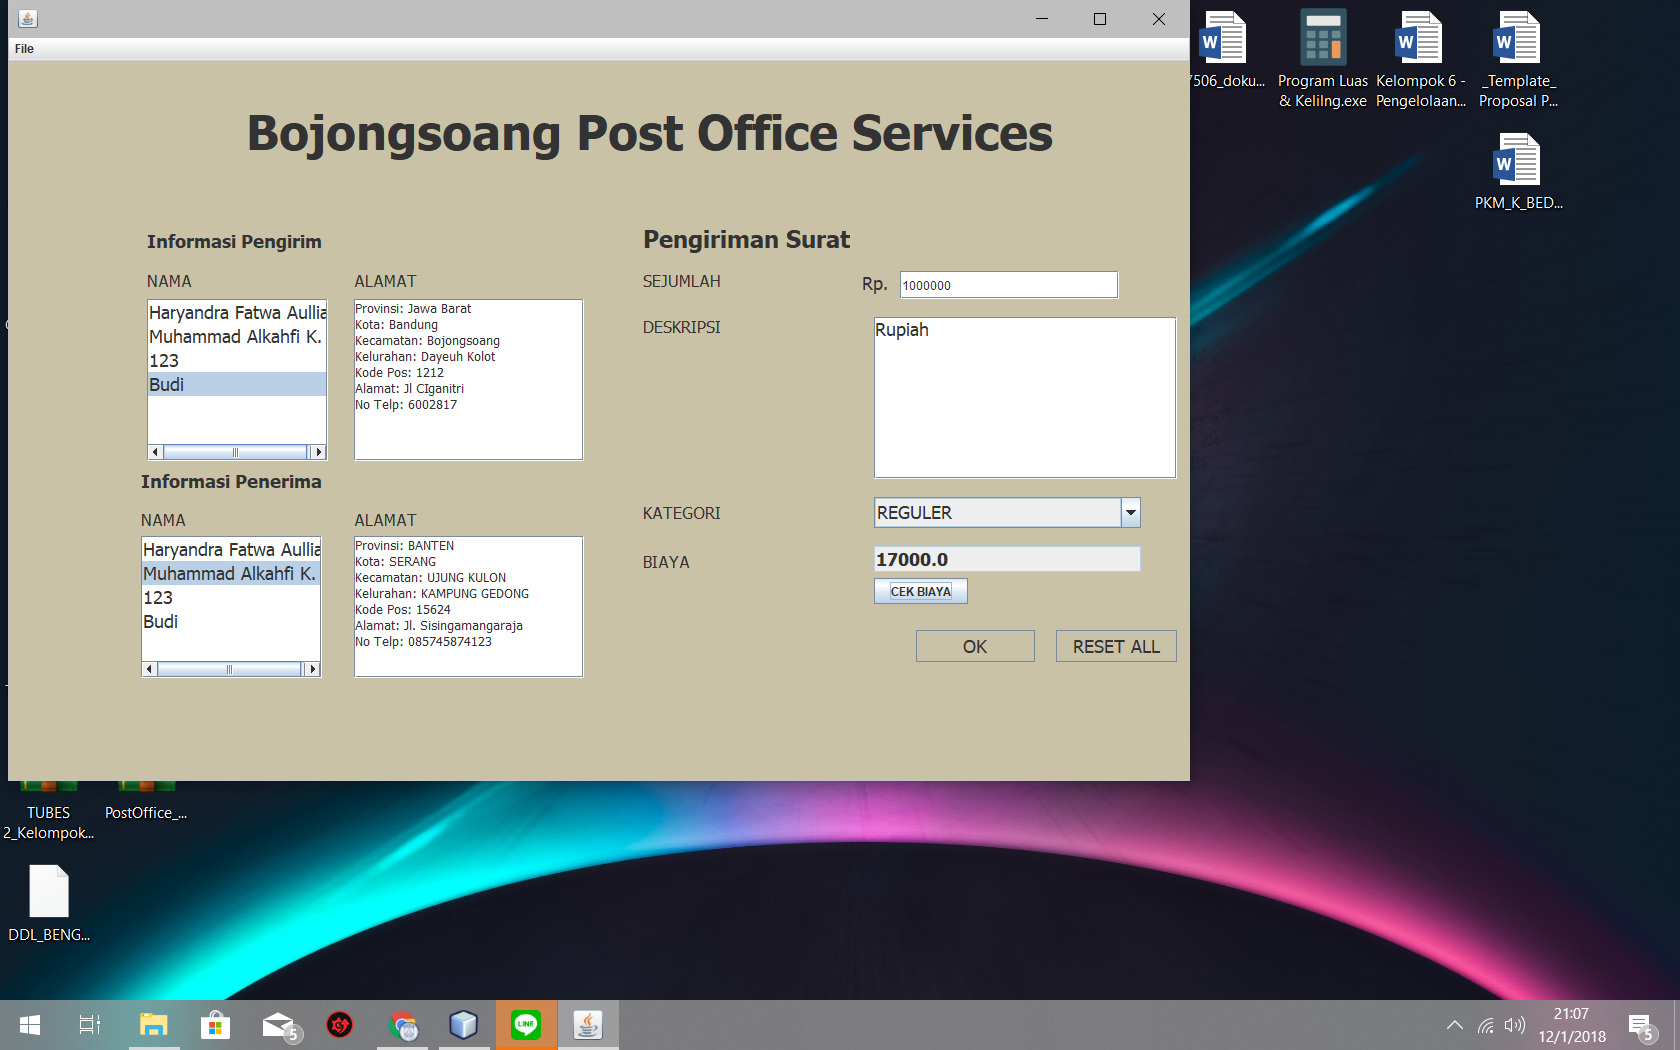 File
Bojongsoang Post Office Services
Informasi Pengirim
NAMA
ALAMAT
Haryandra Fatwa Aullia
Muhammad Alkahfi K.
123
Budi
Provinsi: Jawa Barat
Kota: Bandung
Kecamatan: Bojongsoang
Kelurahan: Dayeuh Kolot
Kode Pos: 1212
Alamat: Jl CIganitri
No Telp: 6002817
Informasi Penerima
NAMA
ALAMAT
Haryandra Fatwa Aullia
Muhammad Alkahfi K.
123
Budi
Provinsi: BANTEN
Kota: SERANG
Kecamatan: UJUNG KULON
Kelurahan: KAMPUNG GEDONG
Kode Pos: 15624
Alamat: Jl. Sisingamangaraja
No Telp: 085745874123
Pengiriman Surat
SEJUMLAH
Rp.
1000000
DESKRIPSI
Rupiah
KATEGORI
REGULER
BIAYA
17000.0
CEK BIAYA
OK
RESET ALL
7506_doku...
Program Luas
& Kelilng.exe
Kelompok 6 -
Pengelolaan...
_Template_
Proposal P...
PKM_K_BED...
TUBES
2_Kelompok...
PostOffice_...
DDL_BENG...
5
LINE
21:07
12/1/2018
5